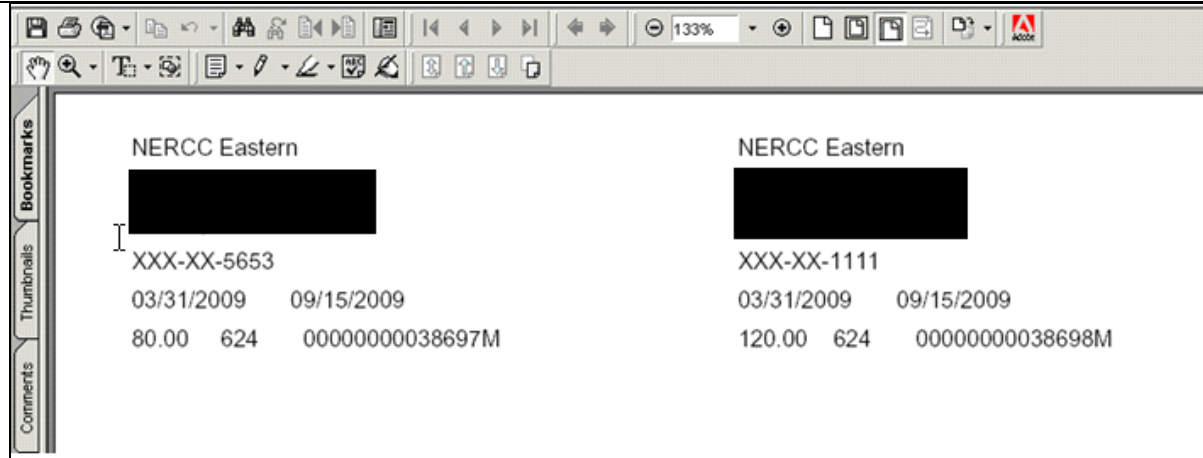 133%
Adobe
Bookmarks
Thumbnails
Comments
NERCC Eastern
XXX-XX-5653
03/31/2009 09/15/2009
80.00 624 00000000038697M
NERCC Eastern
XXX-XX-1111
03/31/2009 09/15/2009
120.00 624 00000000038698M